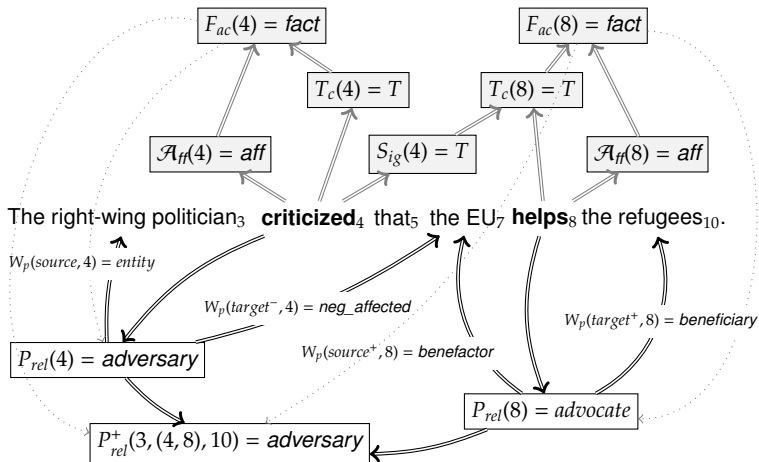 F_ac(4) = fact F_ac(8) = fact
T_c(4) = T T_c(8) = T
𝒜_ff(4) = aff S_ig(4) = T 𝒜_ff(8) = aff
The right-wing politician₃ criticized₄ that₅ the EU₇ helps₈ the refugees₁₀.
W_p(source, 4) = entity
W_p(target⁻, 4) = neg_affected W_p(target⁺, 8) = beneficiary
P_rel(4) = adversary W_p(source⁺, 8) = benefactor
P_rel(8) = advocate
P⁺_rel(3, (4, 8), 10) = adversary